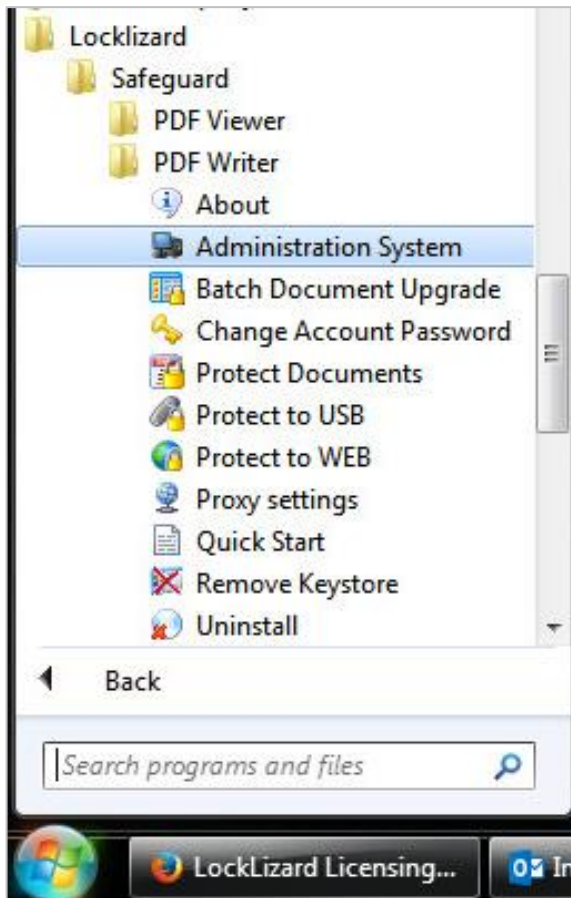 Locklizard
Safeguard
PDF Viewer
PDF Writer
About
Administration System
Batch Document Upgrade
Change Account Password
Protect Documents
Protect to USB
Protect to WEB
Proxy settings
Quick Start
Remove Keystore
Uninstall
Back
Search programs and files
LockLizard Licensing... In